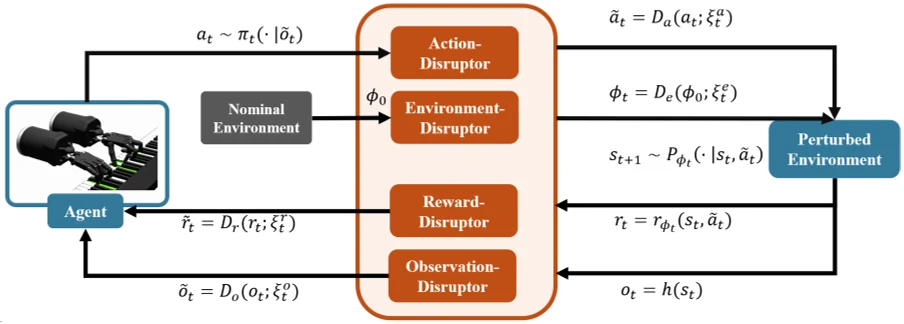 a_t ~ π_t(· |õ_t)
Action-
Disruptor
ã_t = D_a(a_t; ξ_t^a)
Nominal
Environment
ϕ_0
Environment-
Disruptor
ϕ_t = D_e(ϕ_0; ξ_t^e)
s_{t+1} ~ P_{ϕ_t}(· |s_t, ã_t)
Perturbed
Environment
Agent
r̃_t = D_r(r_t; ξ_t^r)
Reward-
Disruptor
r_t = r_{ϕ_t}(s_t, ã_t)
Observation-
Disruptor
õ_t = D_o(o_t; ξ_t^o)
o_t = h(s_t)